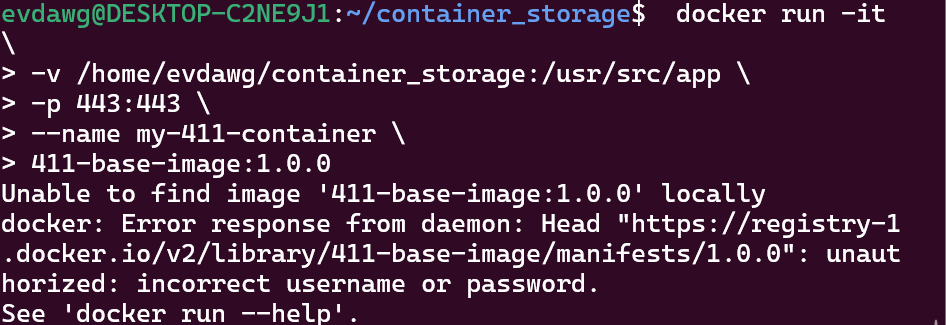 evdawg@DESKTOP-C2NE9J1:~/container_storage$  docker run -it
\
> -v /home/evdawg/container_storage:/usr/src/app \
> -p 443:443 \
> --name my-411-container \
> 411-base-image:1.0.0
Unable to find image '411-base-image:1.0.0' locally
docker: Error response from daemon: Head "https://registry-1
.docker.io/v2/library/411-base-image/manifests/1.0.0": unaut
horized: incorrect username or password.
See 'docker run --help'.